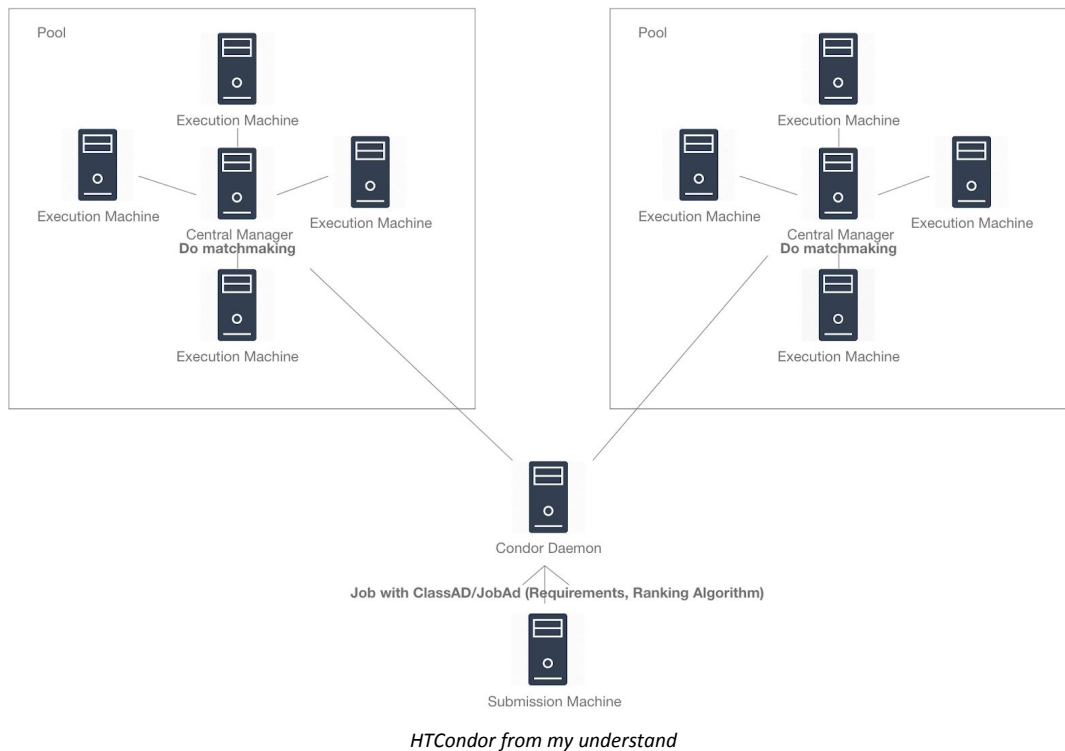 Pool
Pool
Execution Machine
Execution Machine
Execution Machine
Execution Machine
Execution Machine
Execution Machine
Central Manager
Do matchmaking
Central Manager
Do matchmaking
Execution Machine
Execution Machine
Condor Daemon
Job with ClassAD/JobAd (Requirements, Ranking Algorithm)
Submission Machine
HTCondor from my understand